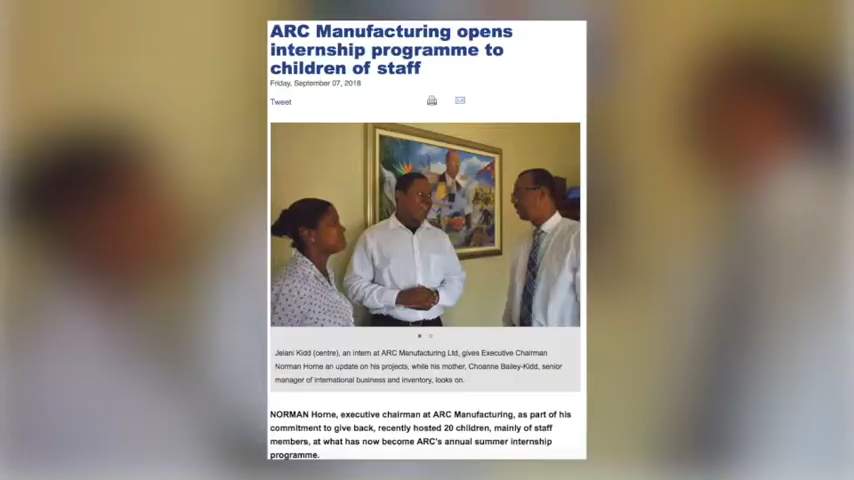 ARC Manufacturing opens
internship programme to
children of staff
Friday, September 07, 2018
Tweet
Jelani Kidd (centre), an intern at ARC Manufacturing Ltd, gives Executive Chairman
Norman Horne an update on his projects, while his mother, Choanne Bailey-Kidd, senior
manager of international business and inventory, looks on.
NORMAN Horne, executive chairman at ARC Manufacturing, as part of his
commitment to give back, recently hosted 20 children, mainly of staff
members, at what has now become ARC's annual summer internship
programme.